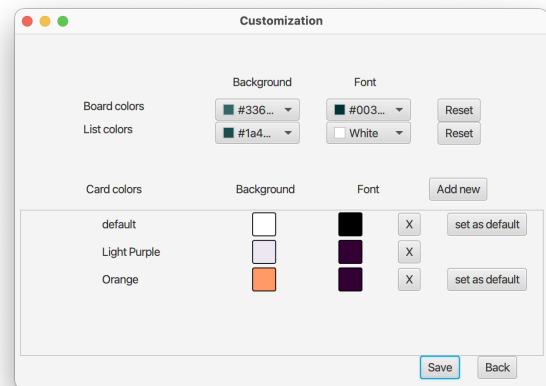 Customization
Background Font
Board colors #336... #003... Reset
List colors #1a4... White Reset
Card colors Background Font Add new
default X set as default
Light Purple X
Orange X set as default
Save Back